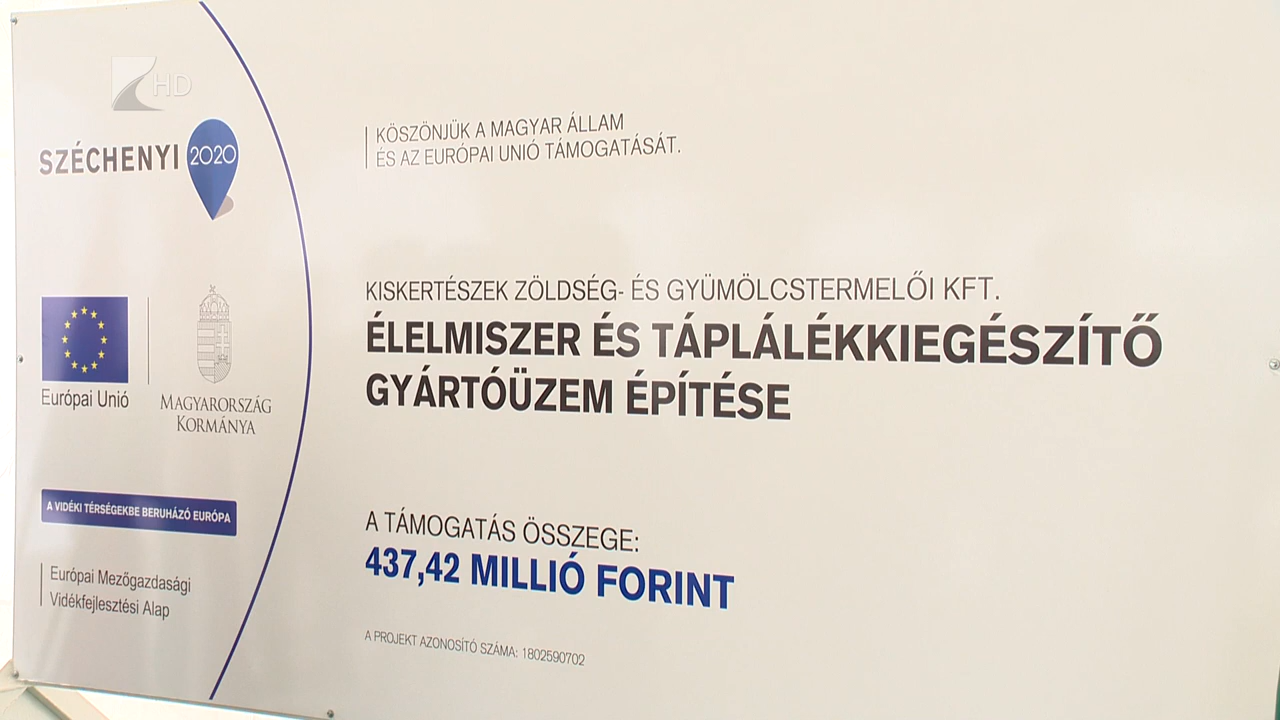 HD
SZÉCHENYI 2020
KÖSZÖNJÜK A MAGYAR ÁLLAM
ÉS AZ EURÓPAI UNIÓ TÁMOGATÁSÁT.
KISKERTÉSZEK ZÖLDSÉG- ÉS GYÜMÖLCSTERMELŐI KFT.
ÉLELMISZER ÉS TÁPLÁLÉKKIEGÉSZÍTŐ
GYÁRTÓÜZEM ÉPÍTÉSE
Európai Unió
MAGYARORSZÁG
KORMÁNYA
A VIDÉKI TÉRSÉGEKBE BERUHÁZÓ EURÓPA
Európai Mezőgazdasági
Vidékfejlesztési Alap
A TÁMOGATÁS ÖSSZEGE:
437,42 MILLIÓ FORINT
A PROJEKT AZONOSÍTÓ SZÁMA: 1802590702